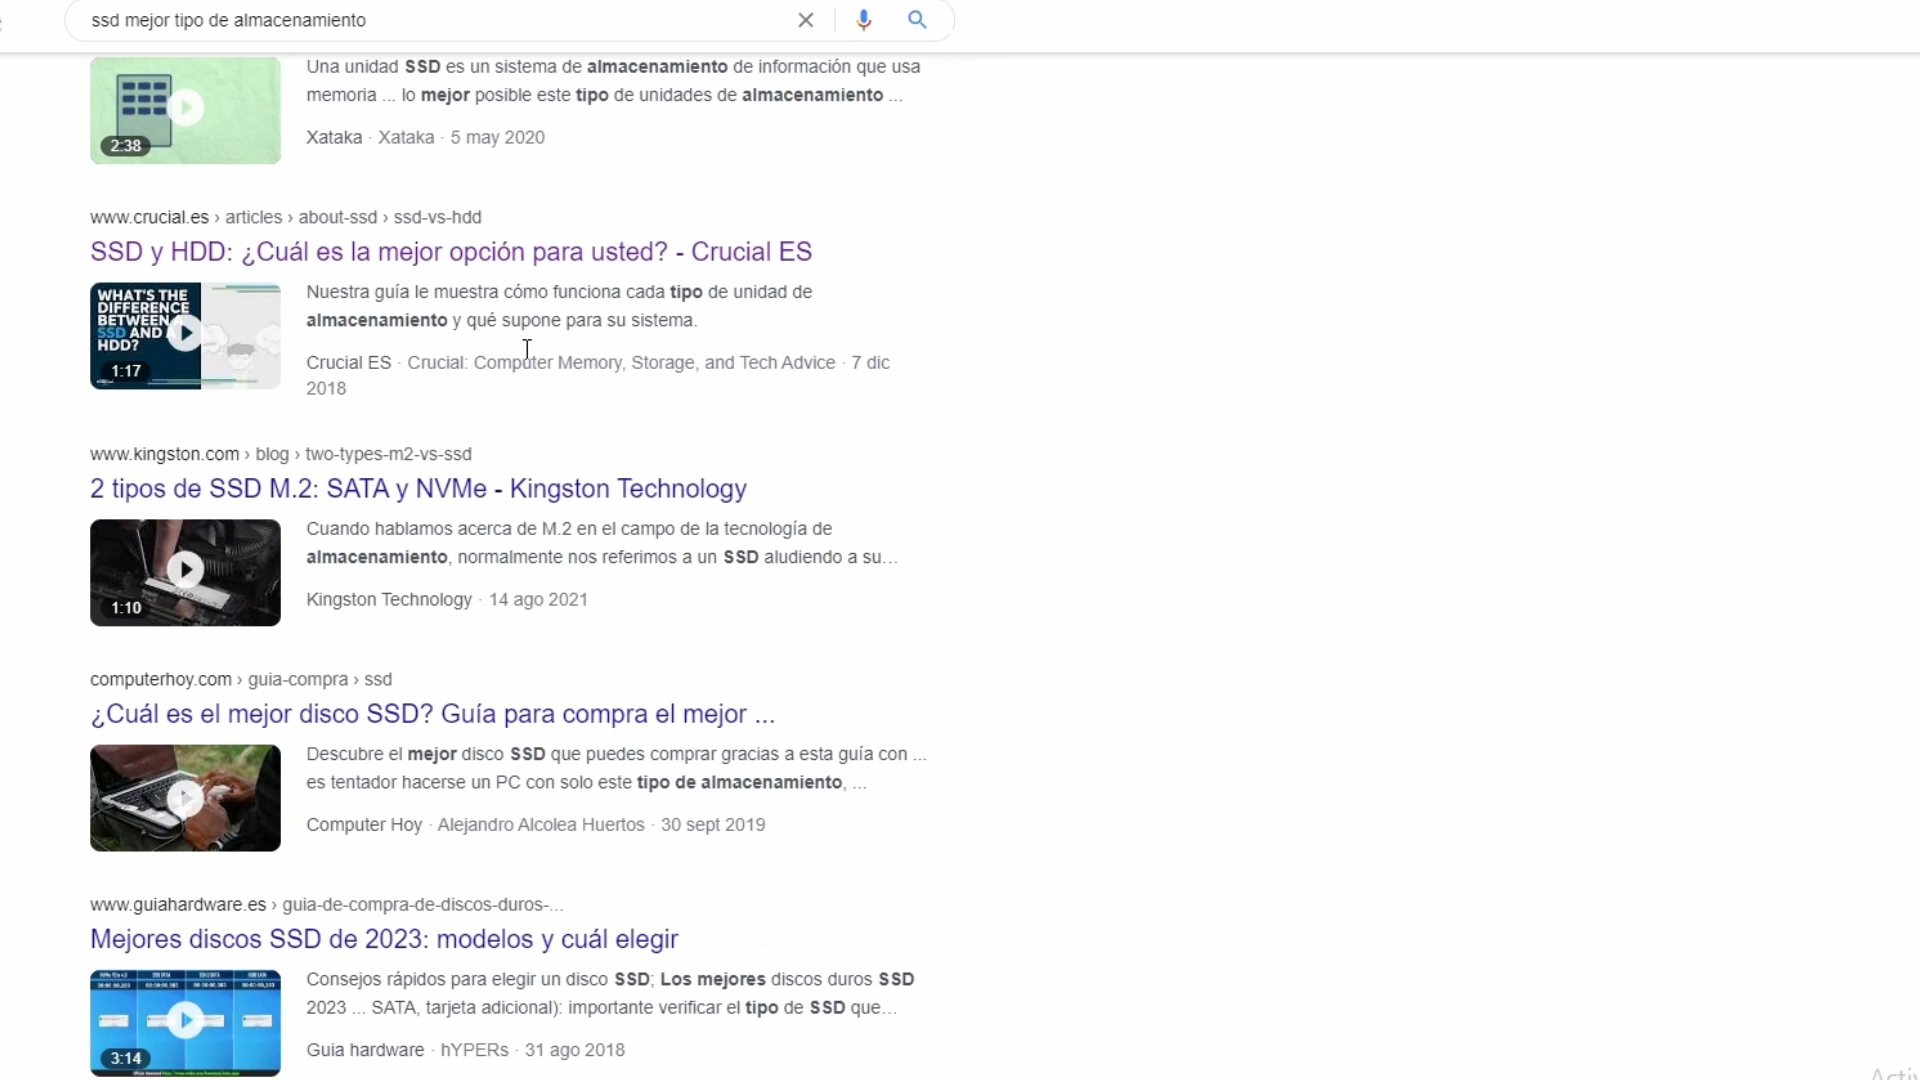 ssd mejor tipo de almacenamiento
Una unidad SSD es un sistema de almacenamiento de información que usa
memoria ... lo mejor posible este tipo de unidades de almacenamiento ...
2:38
Xataka · Xataka · 5 may 2020
www.crucial.es › articles › about-ssd › ssd-vs-hdd
SSD y HDD: ¿Cuál es la mejor opción para usted? - Crucial ES
WHAT'S THE
DIFFERENCE
BETWEEN A
SSD AND A
HDD?
1:17
Nuestra guía le muestra cómo funciona cada tipo de unidad de
almacenamiento y qué supone para su sistema.
Crucial ES · Crucial: Computer Memory, Storage, and Tech Advice · 7 dic
2018
www.kingston.com › blog › two-types-m2-vs-ssd
2 tipos de SSD M.2: SATA y NVMe - Kingston Technology
1:10
Cuando hablamos acerca de M.2 en el campo de la tecnología de
almacenamiento, normalmente nos referimos a un SSD aludiendo a su...
Kingston Technology · 14 ago 2021
computerhoy.com › guia-compra › ssd
¿Cuál es el mejor disco SSD? Guía para compra el mejor ...
Descubre el mejor disco SSD que puedes comprar gracias a esta guía con ...
es tentador hacerse un PC con solo este tipo de almacenamiento, ...
Computer Hoy · Alejandro Alcolea Huertos · 30 sept 2019
www.guiahardware.es › guia-de-compra-de-discos-duros-...
Mejores discos SSD de 2023: modelos y cuál elegir
3:14
Consejos rápidos para elegir un disco SSD; Los mejores discos duros SSD
2023 ... SATA, tarjeta adicional): importante verificar el tipo de SSD que...
Guia hardware · hYPERs · 31 ago 2018